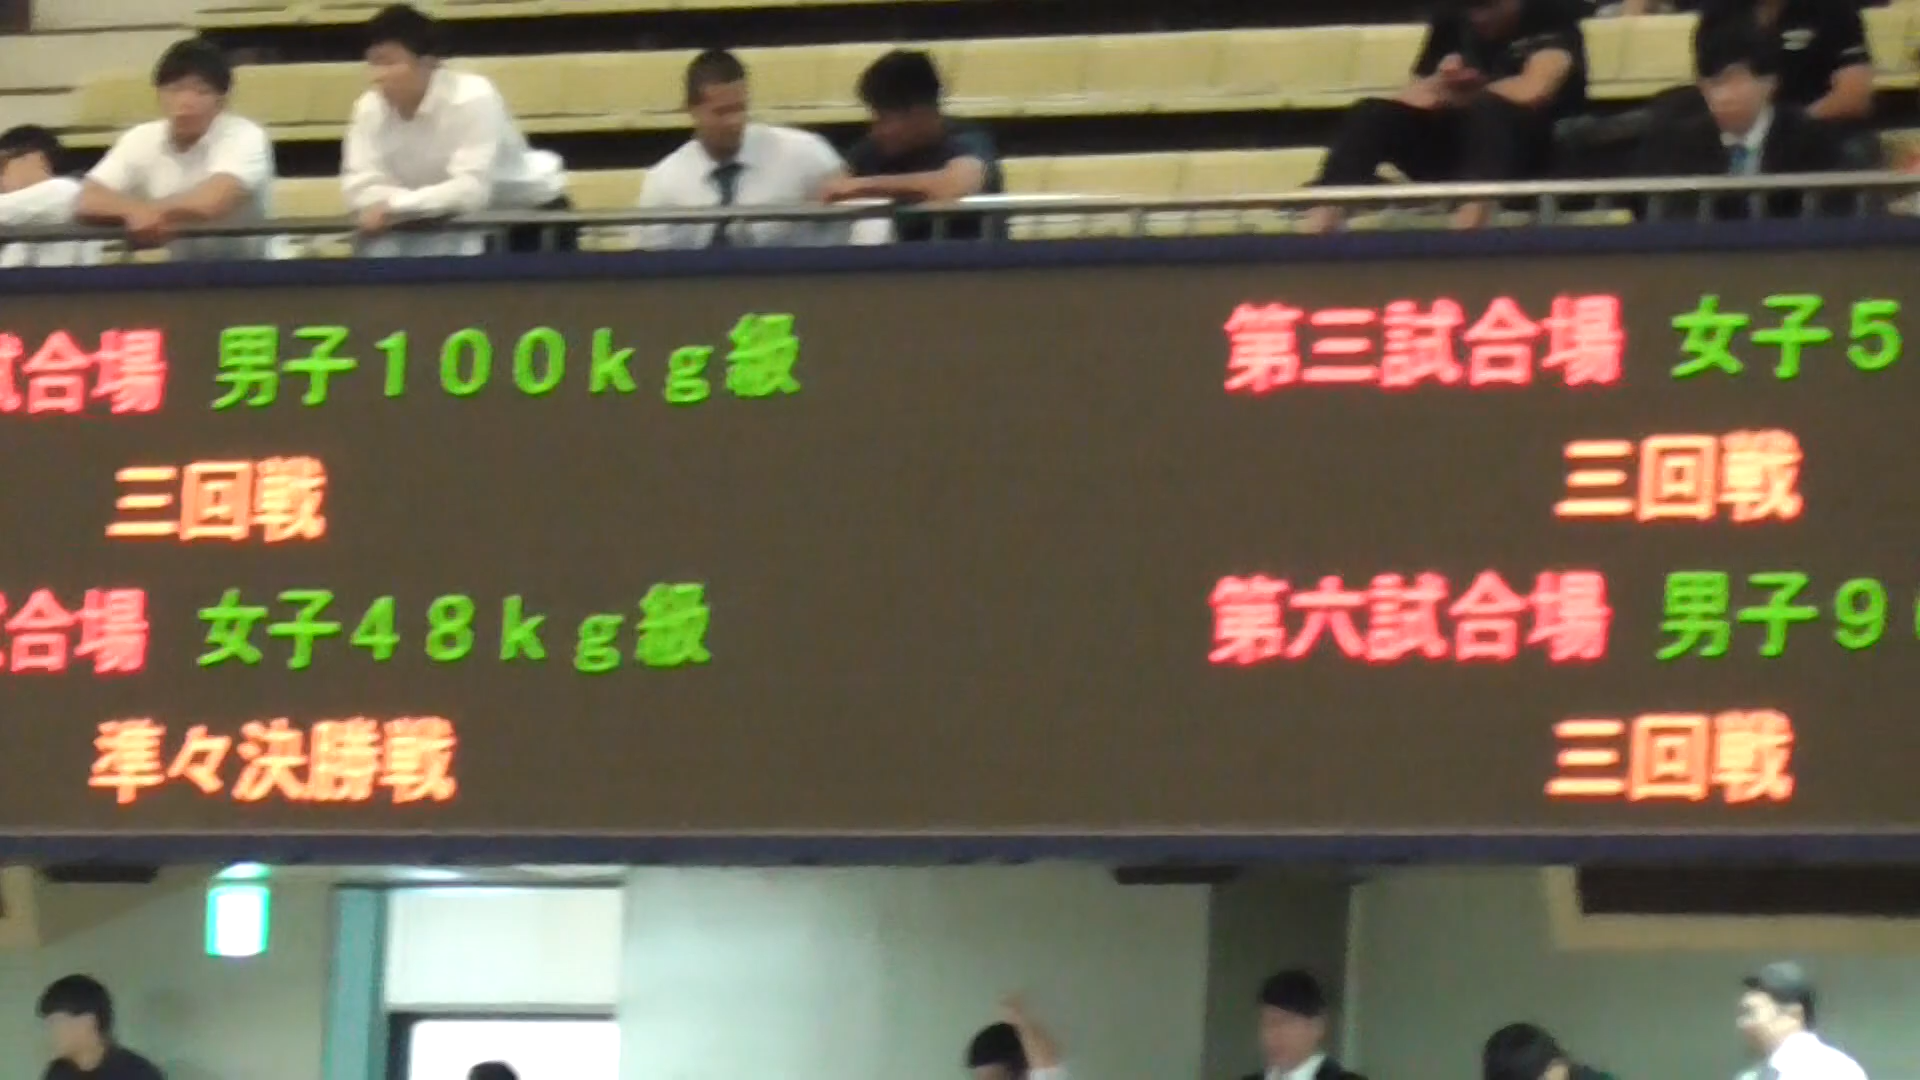 試合場 男子100kg級
三回戦
合場 女子48kg級
準々決勝戦
第三試合場 女子5
三回戦
第六試合場 男子9
三回戦